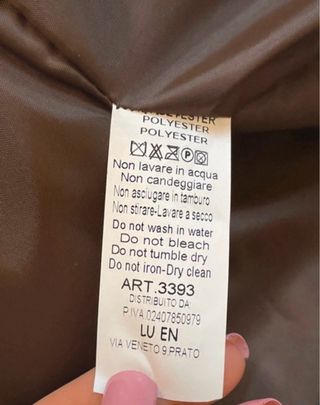 POLYESTER
POLYESTER
POLYESTER
Non lavare in acqua
Non candeggiare
Non asciugare in tamburo
Non stirare-Lavare a secco
Do not wash in water
Do not bleach
Do not tumble dry
Do not iron-Dry clean
ART.3393
DISTRIBUITO DA:
P.IVA 02407850979
LU EN
VIA VENETO 9,PRATO